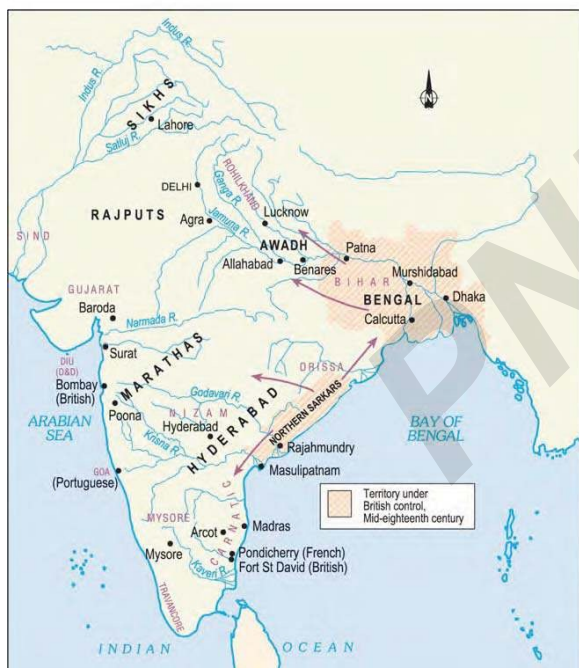 Indus R.
Indus R.
SIKHS
Lahore
Satluj R.
DELHI
Ganga R.
ROHILKHAND
RAJPUTS
Agra
Jamuna R.
Lucknow
SIND
AWADH
Patna
Allahabad
Benares
BIHAR
Murshidabad
GUJARAT
BENGAL
Dhaka
Baroda
Narmada R.
Calcutta
Surat
DIU
(D&D)
MARATHAS
ORISSA
Bombay
(British)
Godavari R.
ARABIAN
SEA
Poona
NIZAM
Hyderabad
HYDERABAD
NORTHERN SARKARS
BAY OF
BENGAL
Krisna R.
Rajahmundry
GOA
(Portuguese)
Masulipatnam
CARNATIC
Territory under
British control,
Mid-eighteenth century
MYSORE
Arcot
Madras
Mysore
Pondicherry (French)
Kaveri R.
Fort St David (British)
TRAVANCORE
INDIAN OCEAN
PN